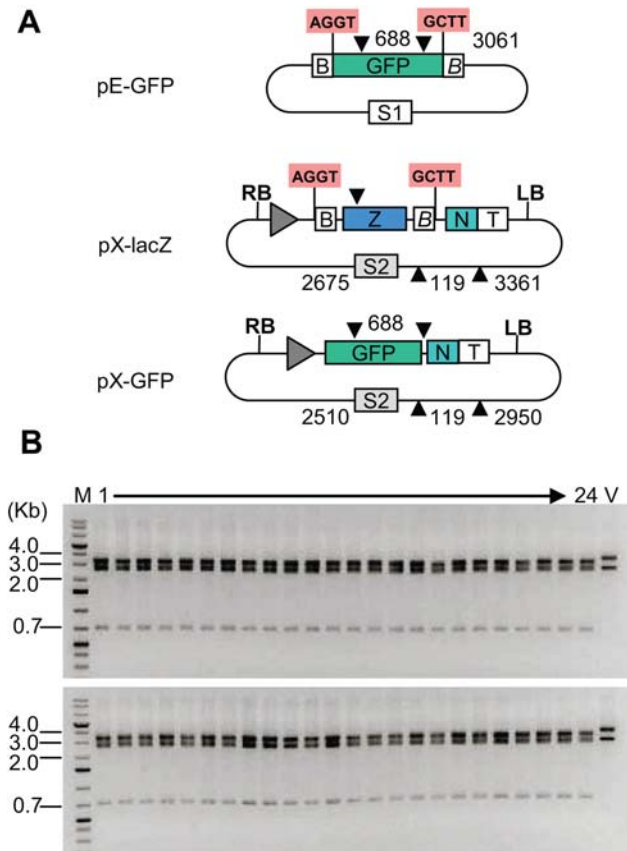 A
AGGT GCTT
688 3061
B GFP B
pE-GFP
S1
AGGT GCTT
RB LB
B Z B N T
pX-lacZ
S2
2675 119 3361
688
RB LB
GFP N T
pX-GFP
S2
2510 119 2950
B
M 1 24 V
(Kb)
4.0
3.0
2.0
0.7
4.0
3.0
2.0
0.7